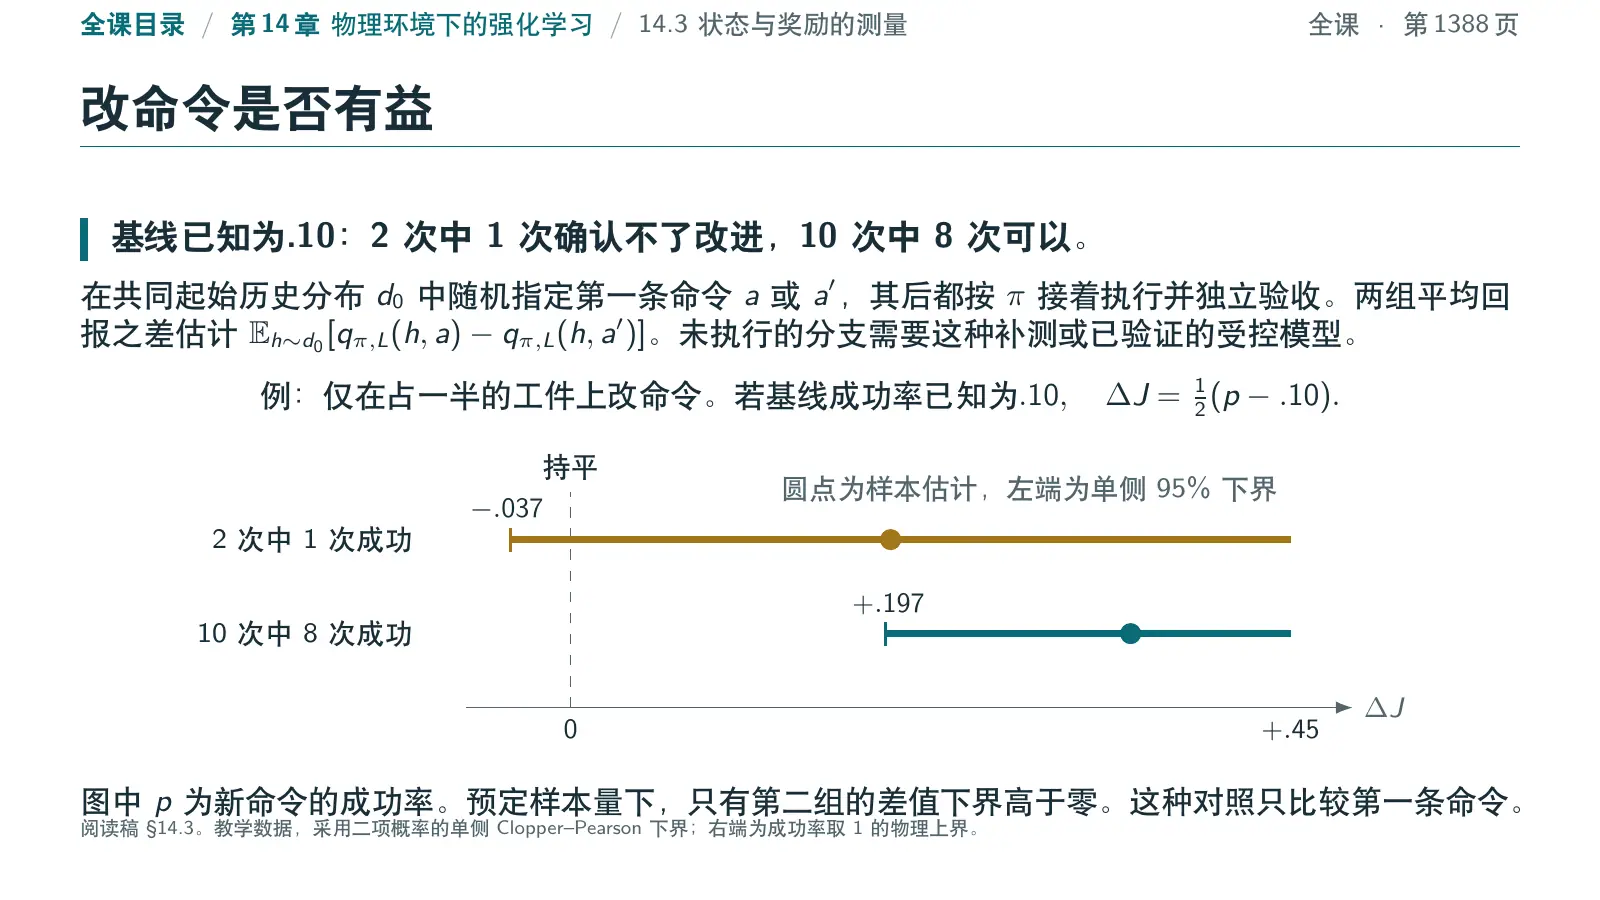 全课目录 / 第 14 章 物理环境下的强化学习 / 14.3 状态与奖励的测量
全课 · 第 1388 页
改命令是否有益
基线已知为.10：2 次中 1 次确认不了改进，10 次中 8 次可以。
在共同起始历史分布 d₀ 中随机指定第一条命令 a 或 a′，其后都按 π 接着执行并独立验收。两组平均回
报之差估计 𝔼_{h∼d₀}[q_{π,L}(h, a) − q_{π,L}(h, a′)]。未执行的分支需要这种补测或已验证的受控模型。
例：仅在占一半的工件上改命令。若基线成功率已知为.10, ΔJ = ½(p − .10).
持平
圆点为样本估计，左端为单侧 95% 下界
−.037
2 次中 1 次成功
+.197
10 次中 8 次成功
ΔJ
0
+.45
图中 p 为新命令的成功率。预定样本量下，只有第二组的差值下界高于零。这种对照只比较第一条命令。
阅读稿 §14.3。教学数据，采用二项概率的单侧 Clopper–Pearson 下界；右端为成功率取 1 的物理上界。